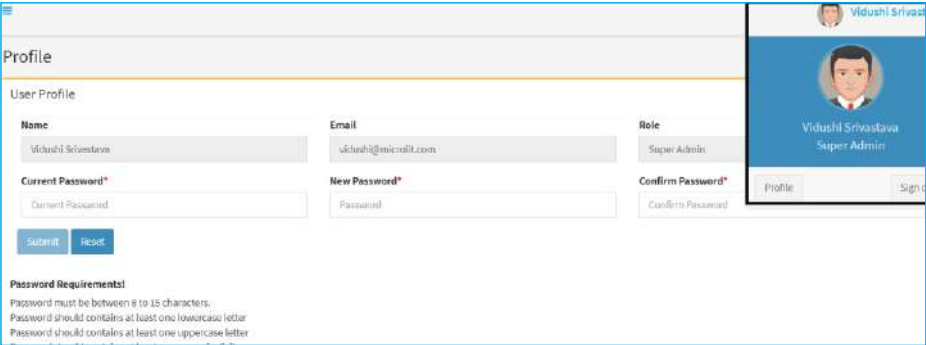 Vidushi Srivast
Profile
User Profile
Name Email Role
Vidushi Srivastava vidushi@microlit.com Super Admin
Vidushi Srivastava
Super Admin
Profile Sign o
Current Password* New Password* Confirm Password*
Current Password Password Confirm Password
Submit Reset
Password Requirements!
Password must be between 8 to 15 characters.
Password should contains at least one lowercase letter
Password should contains at least one uppercase letter